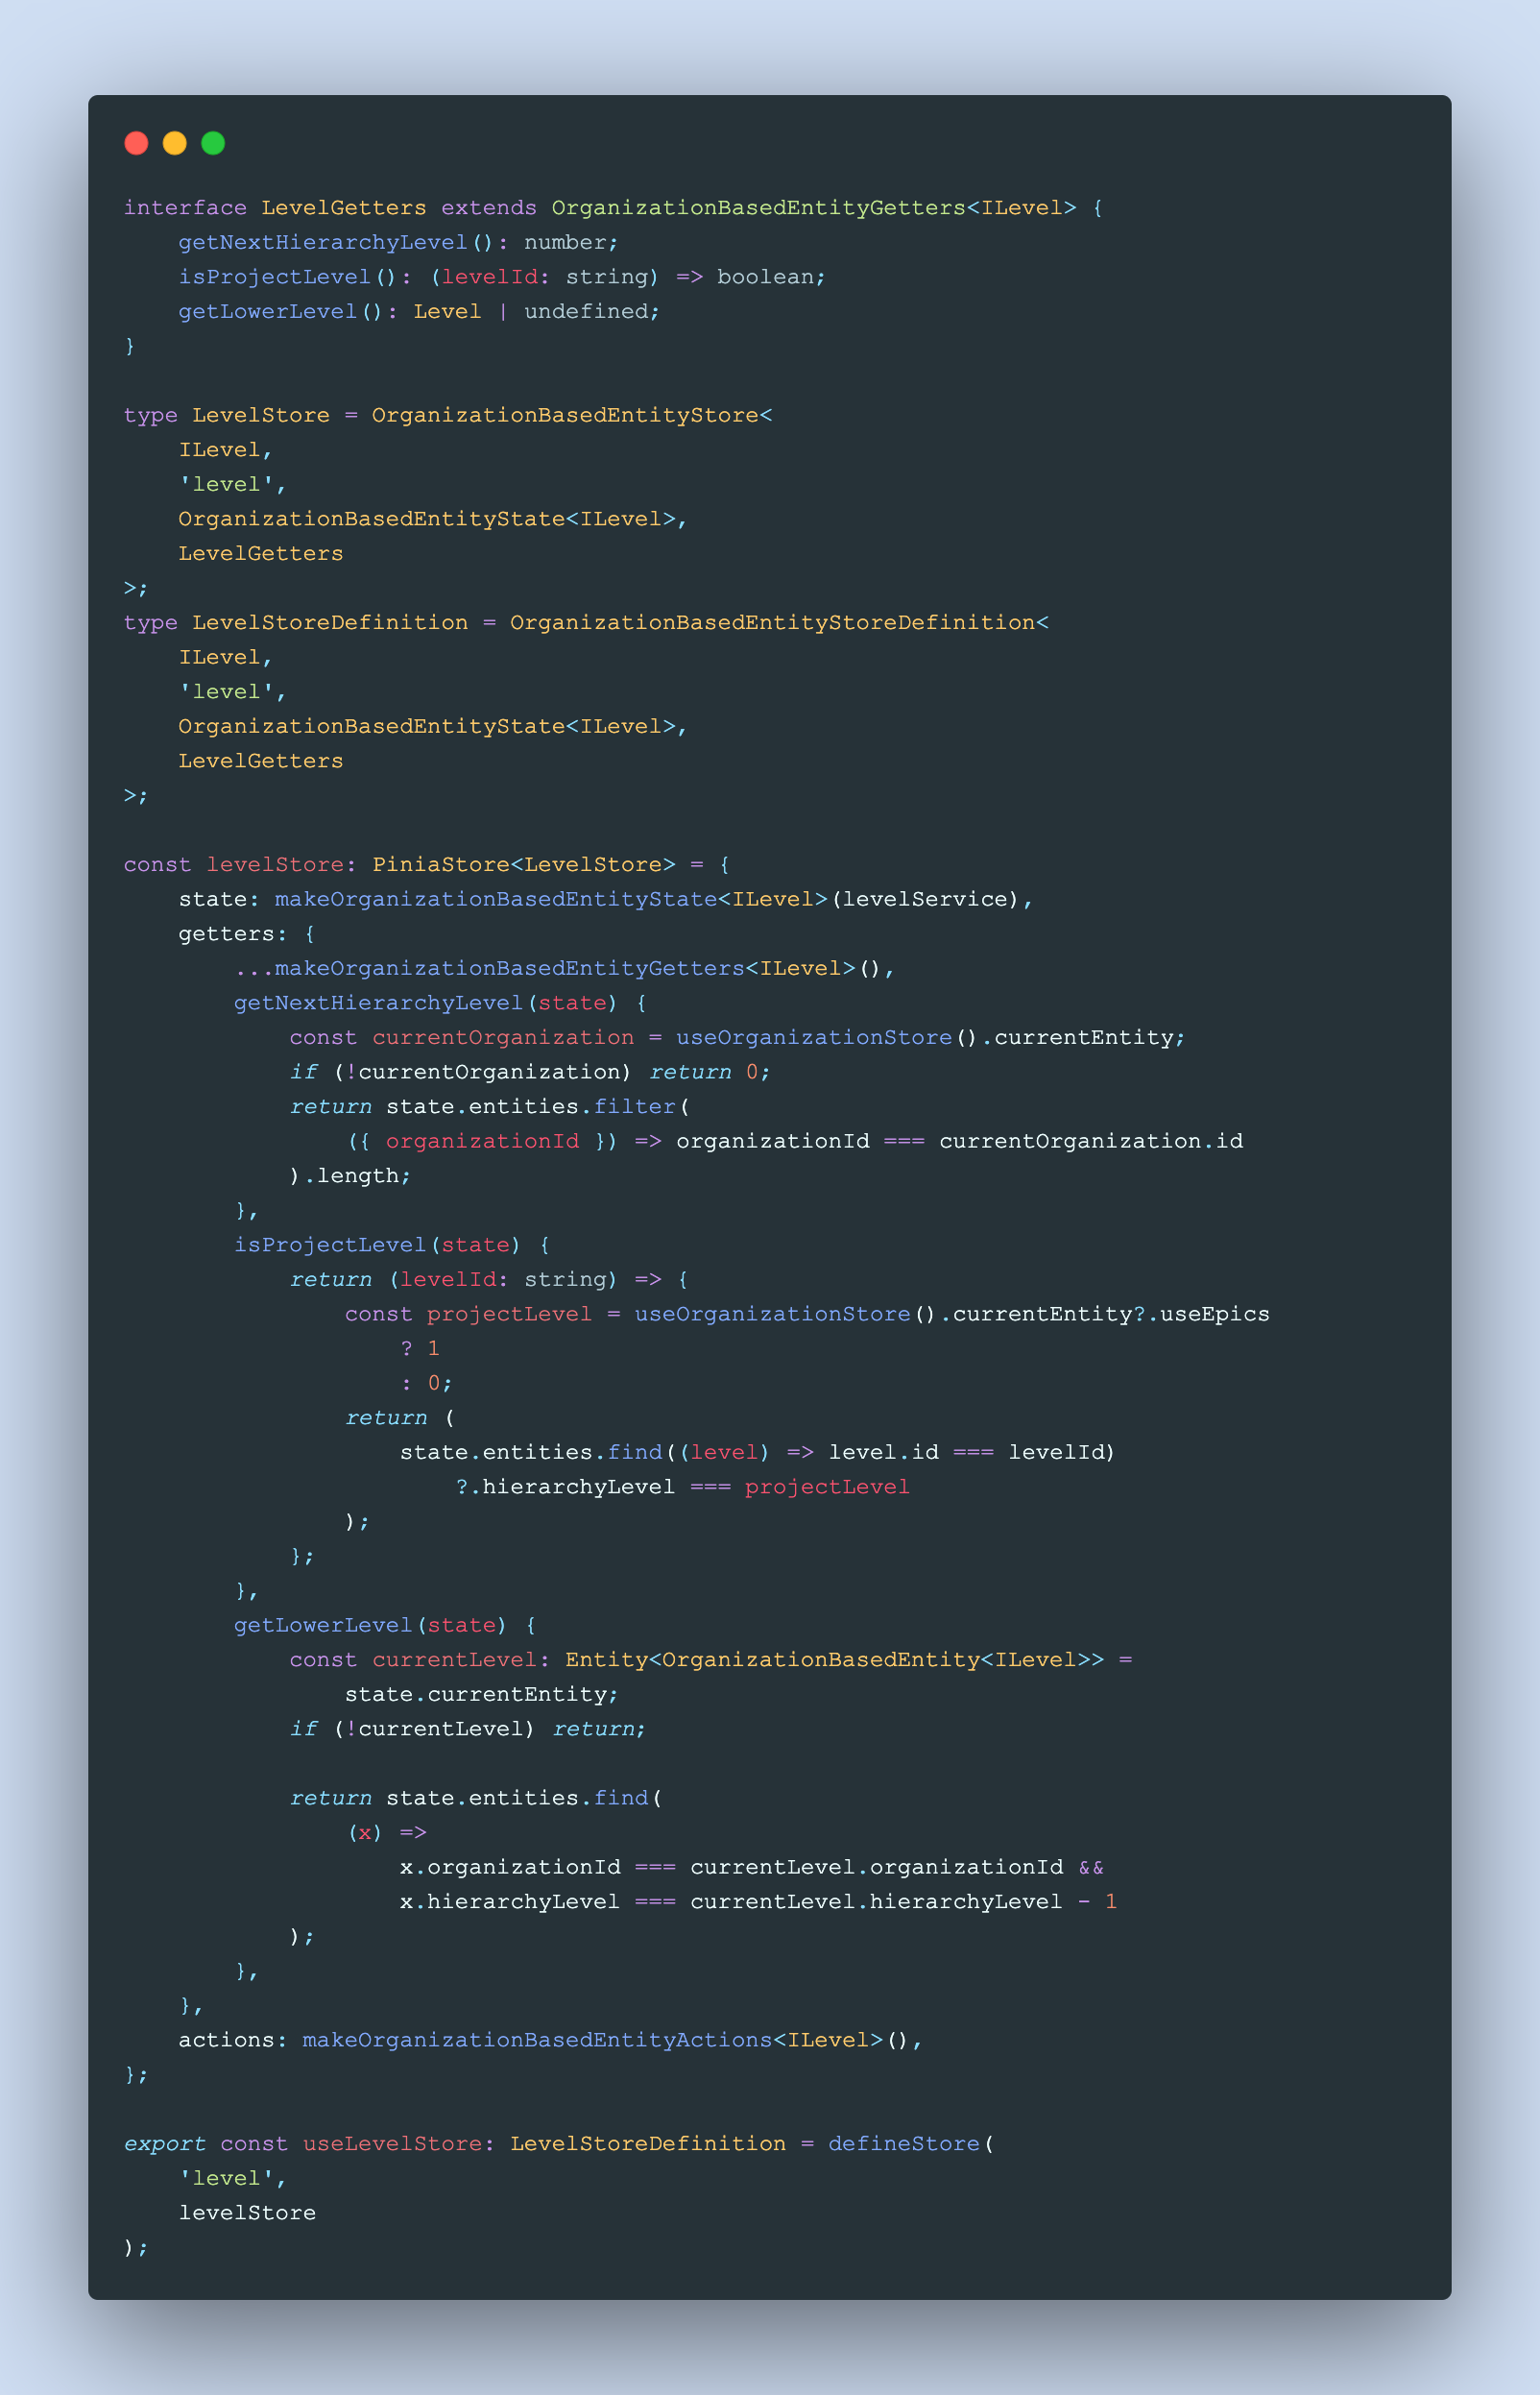 interface LevelGetters extends OrganizationBasedEntityGetters<ILevel> {
    getNextHierarchyLevel(): number;
    isProjectLevel(): (levelId: string) => boolean;
    getLowerLevel(): Level | undefined;
}

type LevelStore = OrganizationBasedEntityStore<
    ILevel,
    'level',
    OrganizationBasedEntityState<ILevel>,
    LevelGetters
>;
type LevelStoreDefinition = OrganizationBasedEntityStoreDefinition<
    ILevel,
    'level',
    OrganizationBasedEntityState<ILevel>,
    LevelGetters
>;

const levelStore: PiniaStore<LevelStore> = {
    state: makeOrganizationBasedEntityState<ILevel>(levelService),
    getters: {
        ...makeOrganizationBasedEntityGetters<ILevel>(),
        getNextHierarchyLevel(state) {
            const currentOrganization = useOrganizationStore().currentEntity;
            if (!currentOrganization) return 0;
            return state.entities.filter(
                ({ organizationId }) => organizationId === currentOrganization.id
            ).length;
        },
        isProjectLevel(state) {
            return (levelId: string) => {
                const projectLevel = useOrganizationStore().currentEntity?.useEpics
                    ? 1
                    : 0;
                return (
                    state.entities.find((level) => level.id === levelId)
                        ?.hierarchyLevel === projectLevel
                );
            };
        },
        getLowerLevel(state) {
            const currentLevel: Entity<OrganizationBasedEntity<ILevel>> =
                state.currentEntity;
            if (!currentLevel) return;

            return state.entities.find(
                (x) =>
                    x.organizationId === currentLevel.organizationId &&
                    x.hierarchyLevel === currentLevel.hierarchyLevel - 1
            );
        },
    },
    actions: makeOrganizationBasedEntityActions<ILevel>(),
};

export const useLevelStore: LevelStoreDefinition = defineStore(
    'level',
    levelStore
);